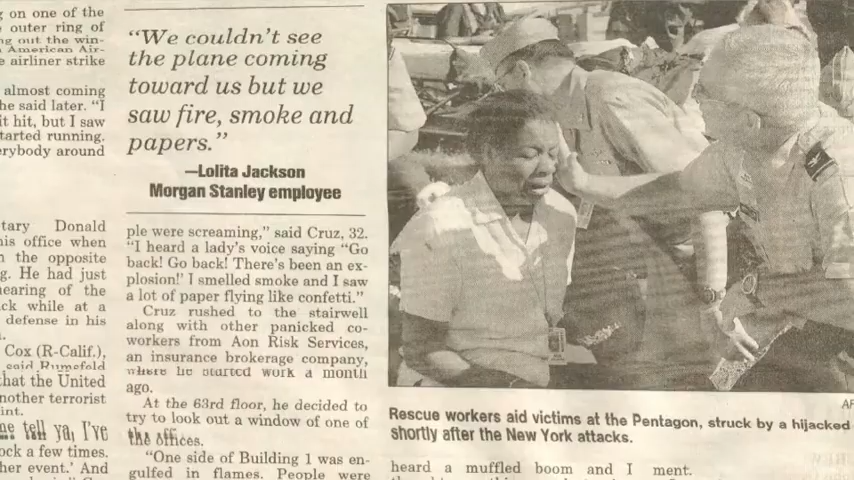 g on one of the
outer ring of
ng out the win-
American Air-
e airliner strike
almost coming
he said later. "I
it hit, but I saw
tarted running.
erybody around
tary Donald
his office when
the opposite
g. He had just
hearing of the
ck while at a
defense in his
Cox (R-Calif.),
said Rumsfeld
that the United
nother terrorist
int.
me tell ya, I've
ock a few times.
her event.' And
"We couldn't see
the plane coming
toward us but we
saw fire, smoke and
papers."
—Lolita Jackson
Morgan Stanley employee
ple were screaming," said Cruz, 32.
"I heard a lady's voice saying "Go
back! Go back! There's been an ex-
plosion!' I smelled smoke and I saw
a lot of paper flying like confetti."
Cruz rushed to the stairwell
along with other panicked co-
workers from Aon Risk Services,
an insurance brokerage company,
where he started work a month
ago.
At the 63rd floor, he decided to
try to look out a window of one of
the offices.
"One side of Building 1 was en-
gulfed in flames. People were
Rescue workers aid victims at the Pentagon, struck by a hijacked
shortly after the New York attacks.
heard a muffled boom and I
ment.